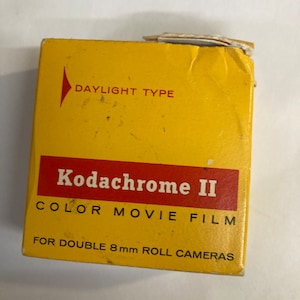 DAYLIGHT TYPE
Kodachrome II
COLOR MOVIE FILM
FOR DOUBLE 8mm ROLL CAMERAS